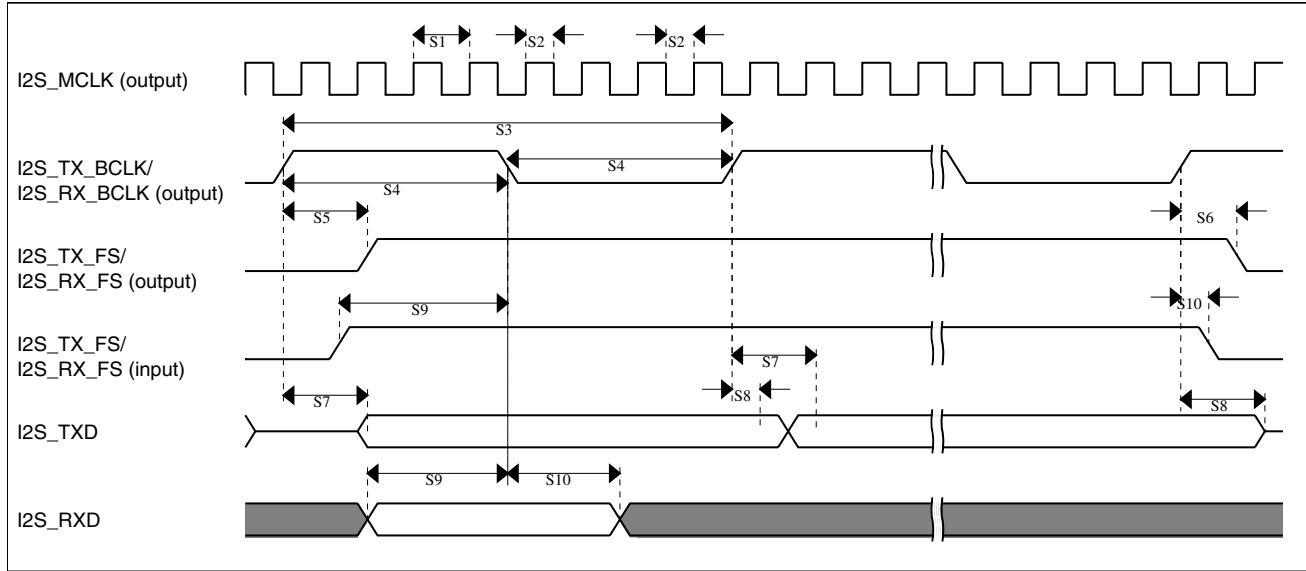 S1
S2
S2
I2S_MCLK (output)
S3
I2S_TX_BCLK/
I2S_RX_BCLK (output)
S4
S4
S5
S6
I2S_TX_FS/
I2S_RX_FS (output)
S9
S10
I2S_TX_FS/
I2S_RX_FS (input)
S7
S7
S8
S8
I2S_TXD
S9
S10
I2S_RXD